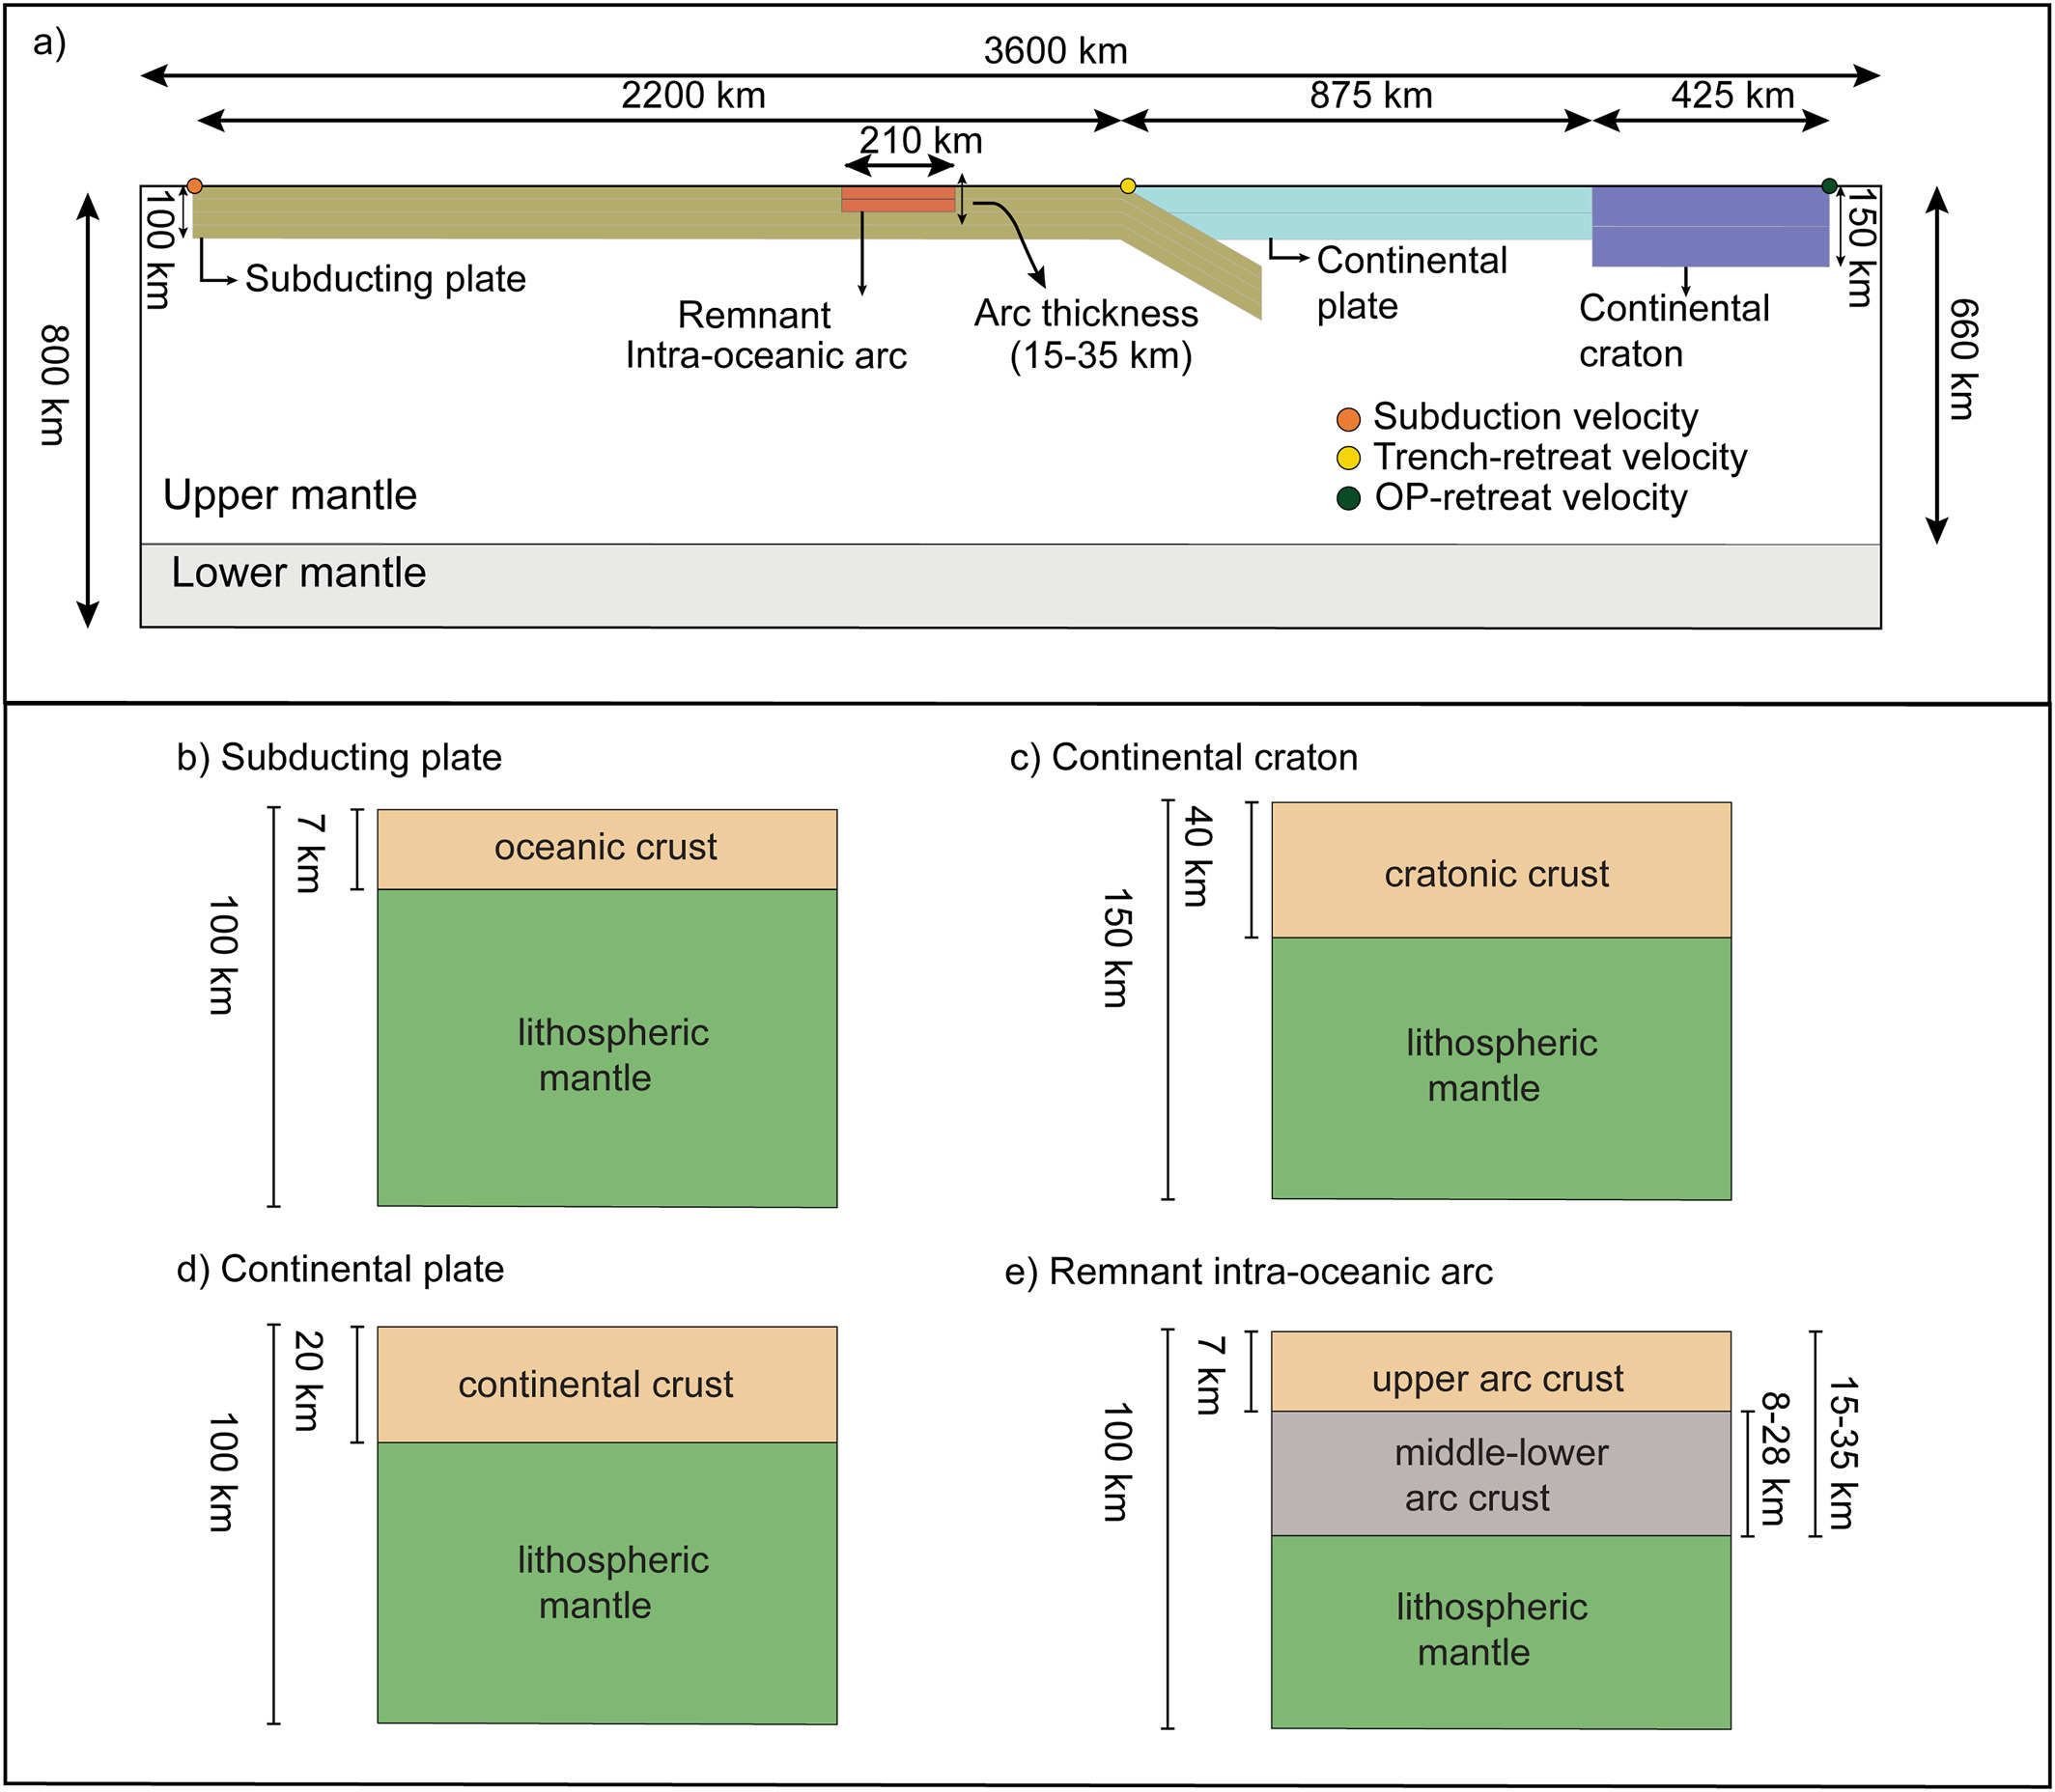 a)
3600 km
2200 km
875 km
425 km
210 km
100 km
150 km
Subducting plate
Remnant
Intra-oceanic arc
Arc thickness
(15-35 km)
Continental
plate
Continental
craton
800 km
660 km
Subduction velocity
Trench-retreat velocity
OP-retreat velocity
Upper mantle
Lower mantle
b) Subducting plate
7 km
100 km
oceanic crust
lithospheric
mantle
c) Continental craton
40 km
150 km
cratonic crust
lithospheric
mantle
d) Continental plate
20 km
100 km
continental crust
lithospheric
mantle
e) Remnant intra-oceanic arc
7 km
100 km
upper arc crust
middle-lower
arc crust
8-28 km
15-35 km
lithospheric
mantle